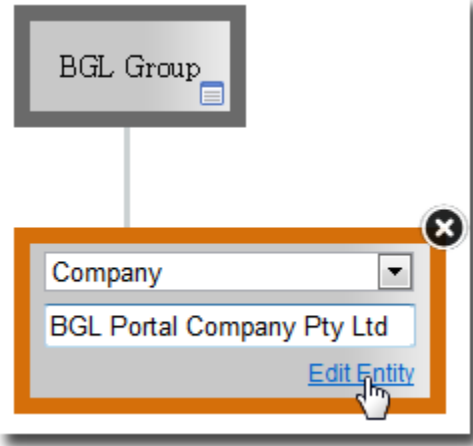 BGL Group
Company
BGL Portal Company Pty Ltd
Edit Entity